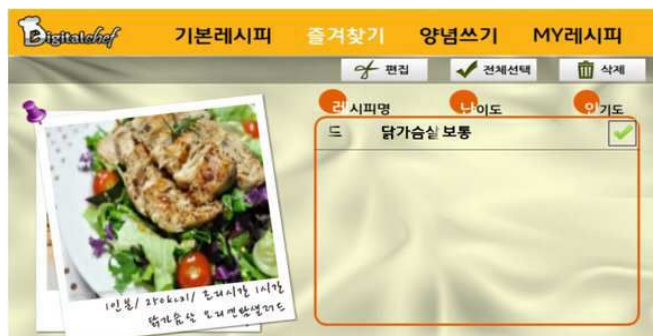 Digitalchef
기본레시피 즐겨찾기 양념쓰기 MY레시피
편집 전체선택 삭제
레시피명 난이도 인기도
드 닭가슴살 보통
1인분/ 270kcal/ 조리시간 1시간
닭가슴살 오리엔탈샐러드